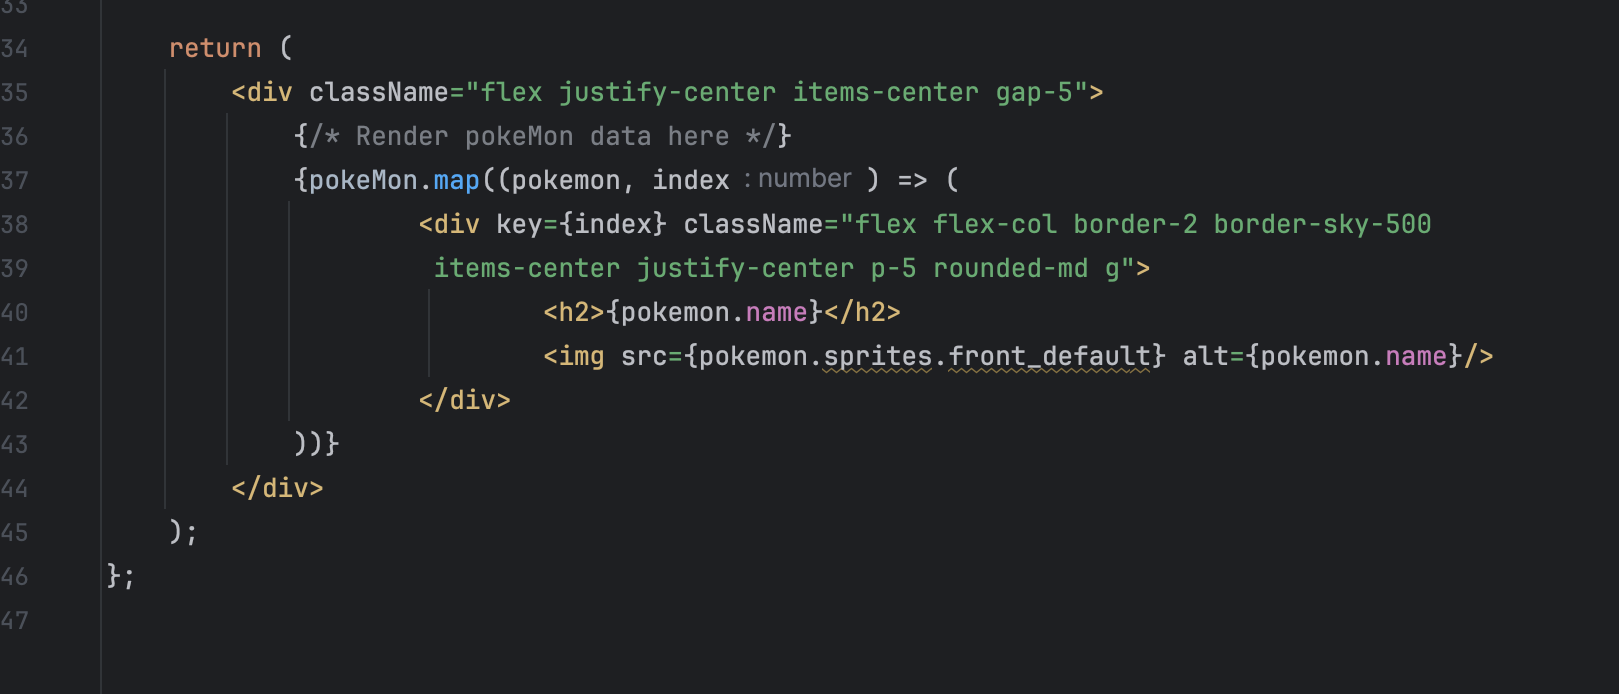 33
34 return (
35 <div className="flex justify-center items-center gap-5">
36 {/* Render pokeMon data here */}
37 {pokeMon.map((pokemon, index : number ) => (
38 <div key={index} className="flex flex-col border-2 border-sky-500
39 items-center justify-center p-5 rounded-md g">
40 <h2>{pokemon.name}</h2>
41 <img src={pokemon.sprites.front_default} alt={pokemon.name}/>
42 </div>
43 ))}
44 </div>
45 );
46 };
47